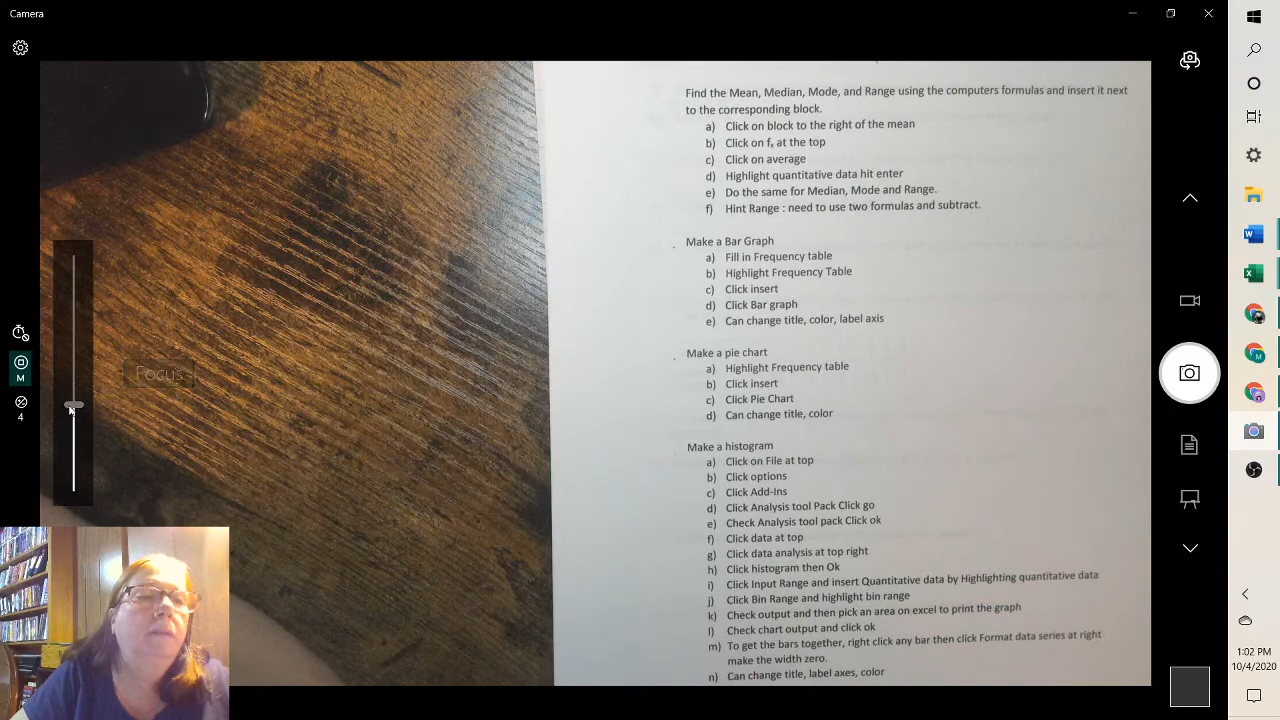 Camera
Find the Mean, Median, Mode, and Range using the computers formulas and insert it next
to the corresponding block.
a) Click on block to the right of the mean
b) Click on fx at the top
c) Click on average
d) Highlight quantitative data hit enter
e) Do the same for Median, Mode and Range.
f) Hint Range : need to use two formulas and subtract.
Make a Bar Graph
a) Fill in Frequency table
b) Highlight Frequency Table
c) Click insert
d) Click Bar graph
e) Can change title, color, label axis
Make a pie chart
a) Highlight Frequency table
b) Click insert
c) Click Pie Chart
d) Can change title, color
Make a histogram
a) Click on File at top
b) Click options
c) Click Add-Ins
d) Click Analysis tool Pack Click go
e) Check Analysis tool pack Click ok
f) Click data at top
g) Click data analysis at top right
h) Click histogram then Ok
i) Click Input Range and insert Quantitative data by Highlighting quantitative data
j) Click Bin Range and highlight bin range
k) Check output and then pick an area on excel to print the graph
l) Check chart output and click ok
m) To get the bars together, right click any bar then click Format data series at right
make the width zero.
n) Can change title, label axes, color
Focus
M
4
1:02 PM
10/4/2020